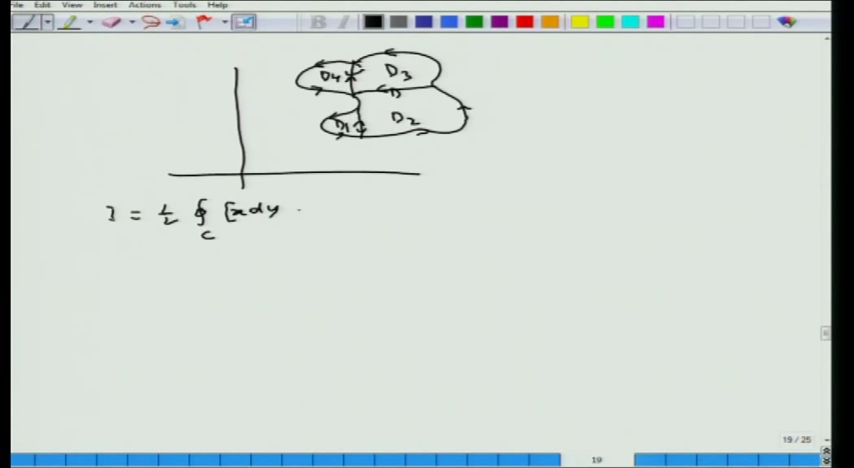 File Edit View Insert Actions Tools Help
B I
D4 D3
D
D1 D2
I = 1/2 ∮ [xdy
c
19 / 25
19